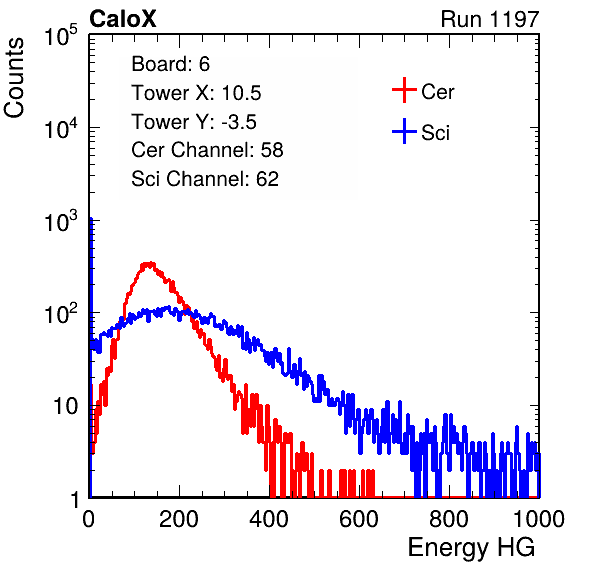 CaloX Run 1197
Counts
Board: 6
Tower X: 10.5
Tower Y: -3.5
Cer Channel: 58
Sci Channel: 62
Cer
Sci
10^5
10^4
10^3
10^2
10
1
0 200 400 600 800 1000
Energy HG